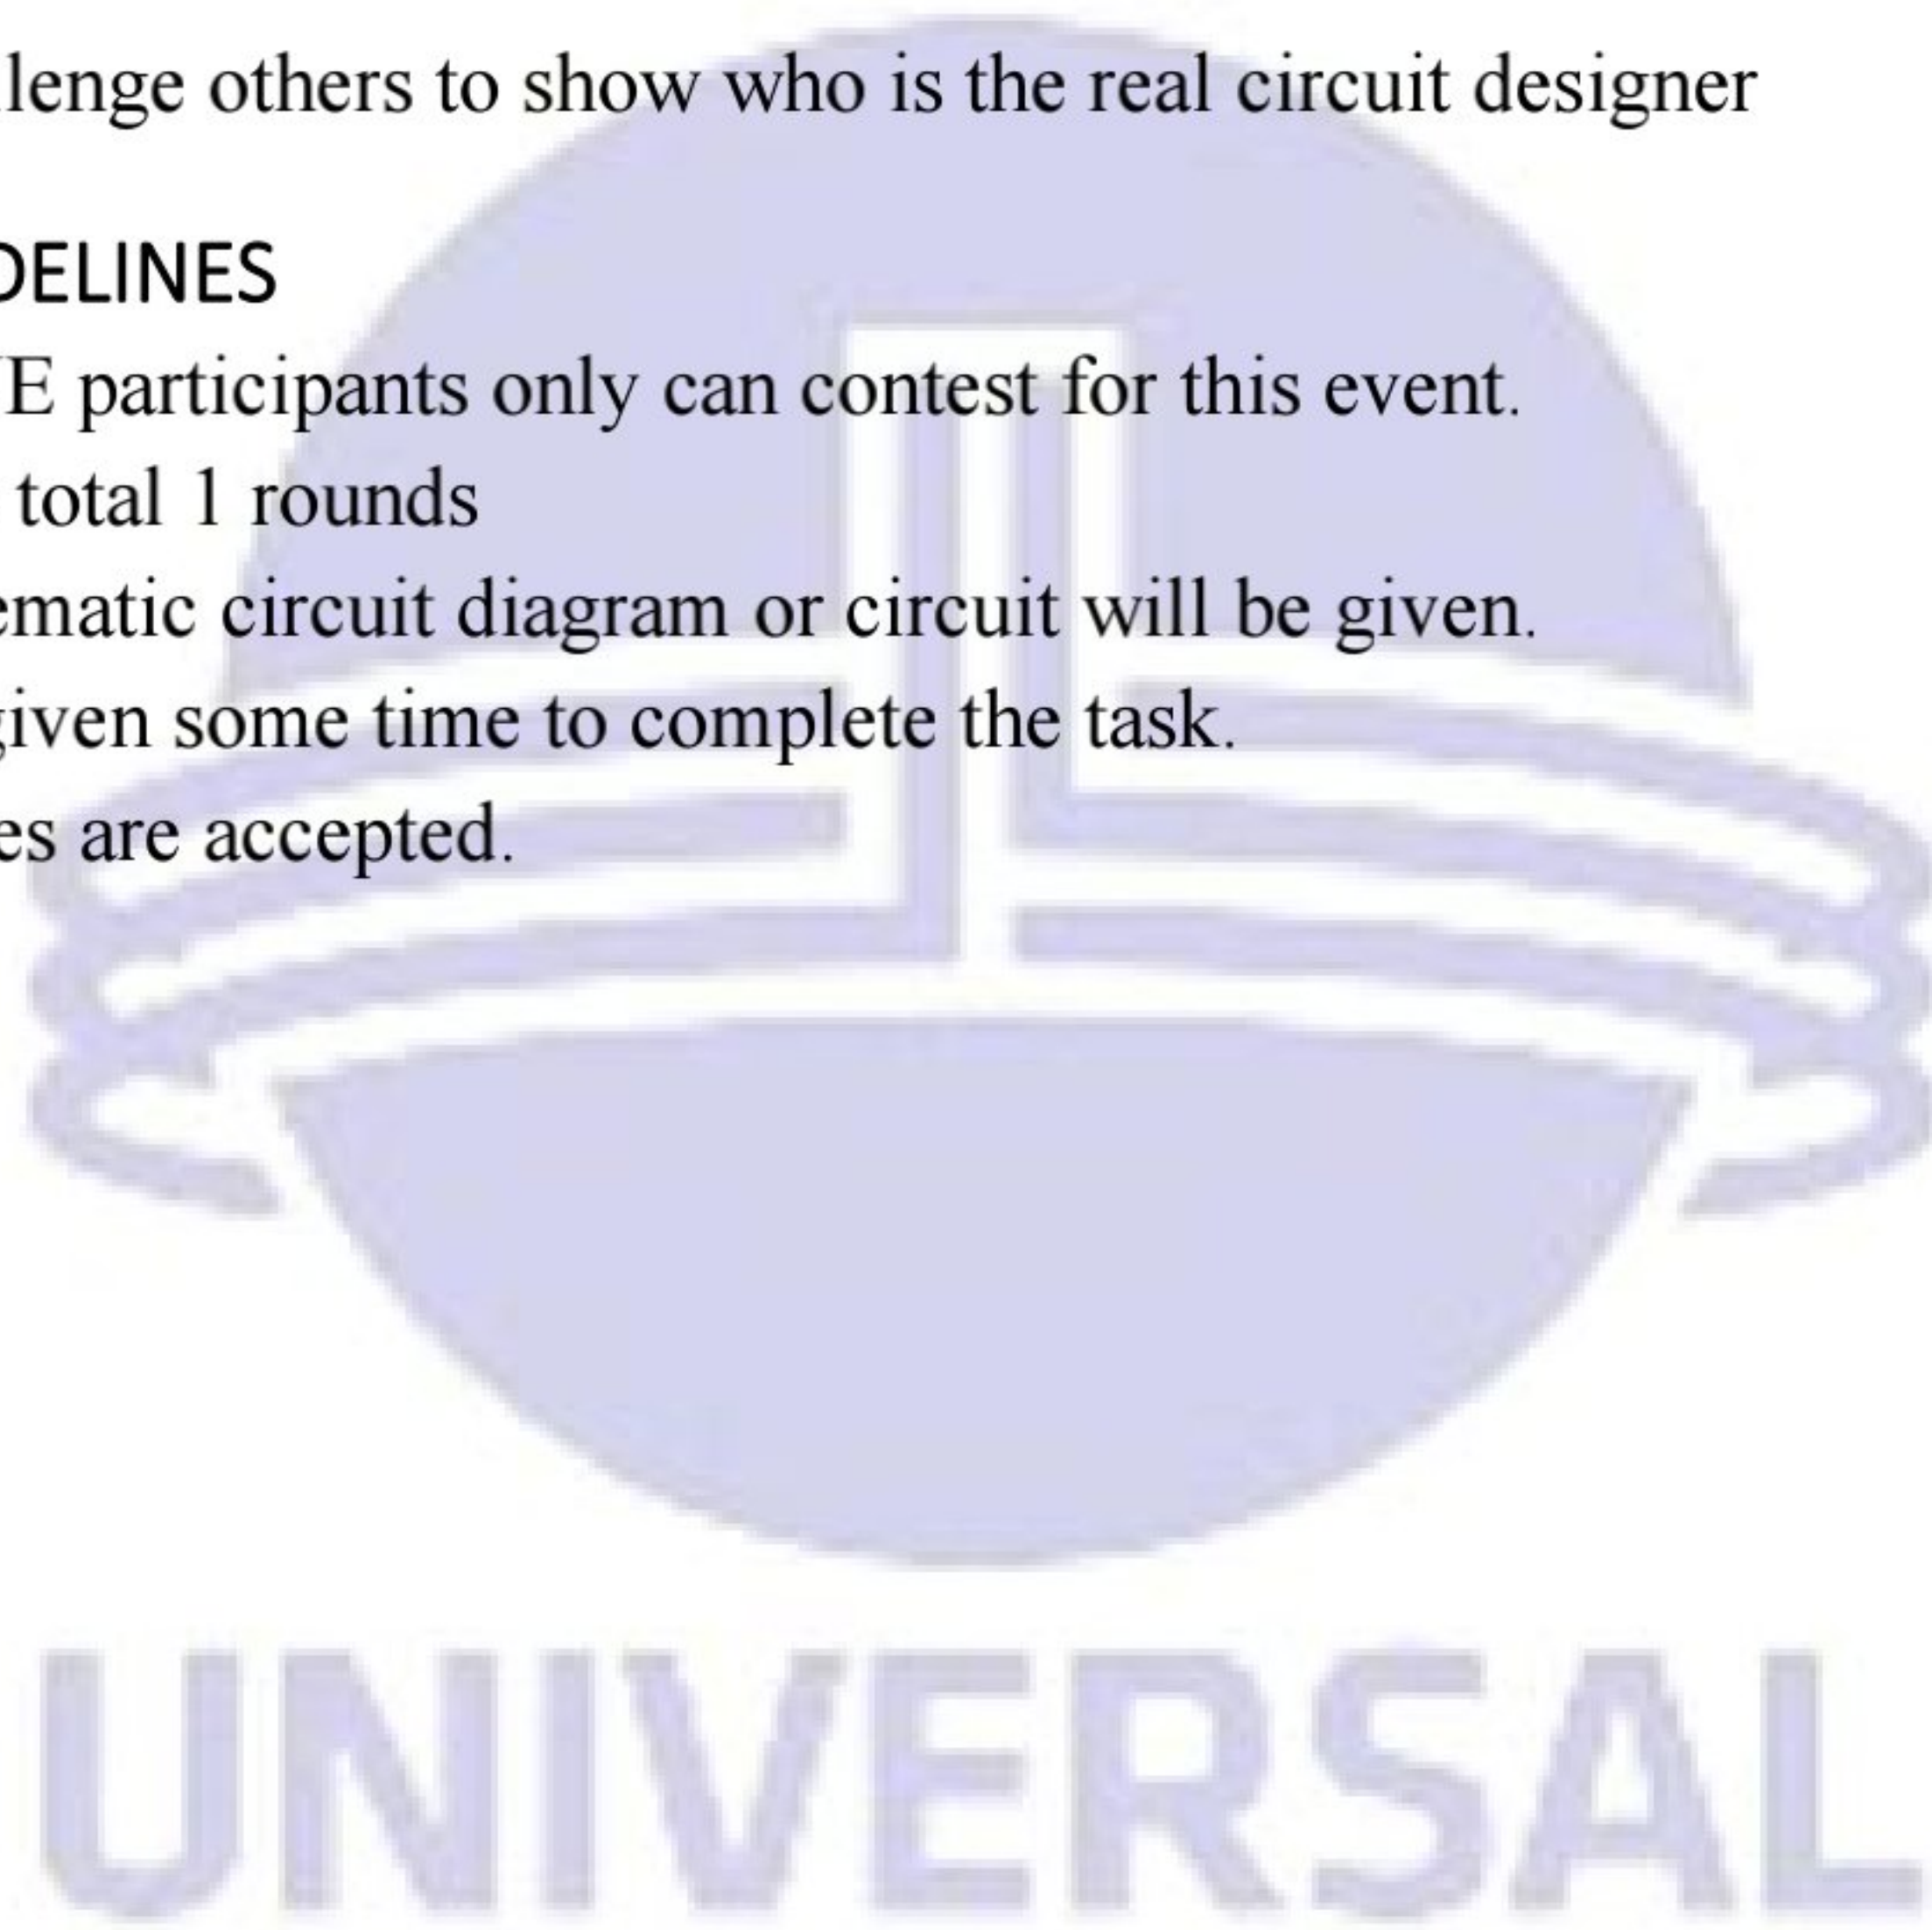 lenge others to show who is the real circuit designer
DELINES
E participants only can contest for this event.
total 1 rounds
ematic circuit diagram or circuit will be given.
given some time to complete the task.
es are accepted.
UNIVERSAL